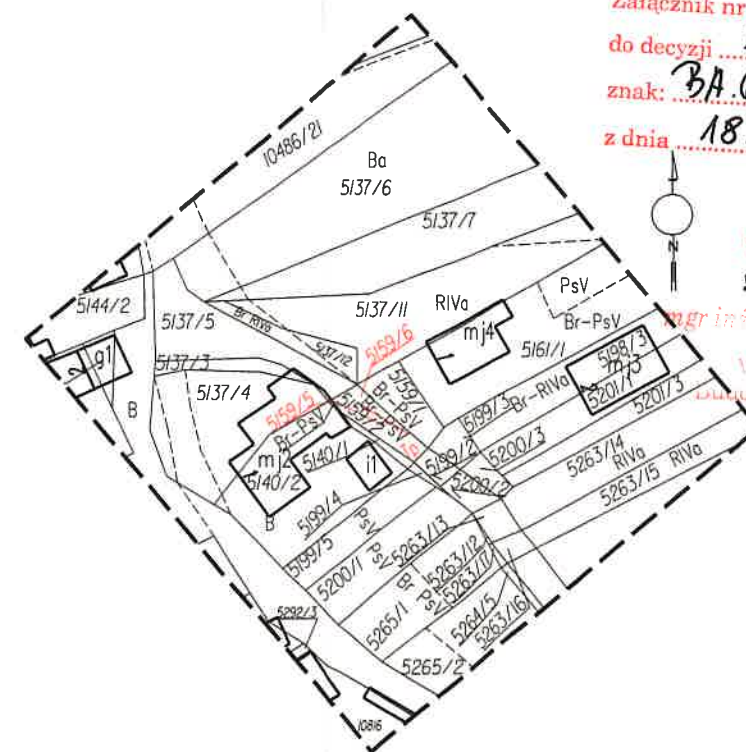 Załącznik nr
do decyzji
znak: BA.
z dnia 18.
N
mgr inż
10486/21
Ba
5137/6
5137/7
5144/2
5137/5
Br RIVa
5137/11
RIVa
PsV
Br-PsV
5137/12
5159/6
mj4
5161/1
5198/3
mj3
2
g1
5137/3
5137/4
B
5159/5
Br-PsV
5159/1
Br-PsV
5199/3
Br-RIVa
5201/1
5201/3
mj2
5140/1
5140/2
B
i1
5199/2
5200/3
5200/2
5263/14
RIVa
5263/15
RIVa
5199/4
5199/5
PsV
PsV
5200/1
5263/13
Br
PsV
5263/12
5265/1
5264/5
5263/16
5265/2
5292/3
10816